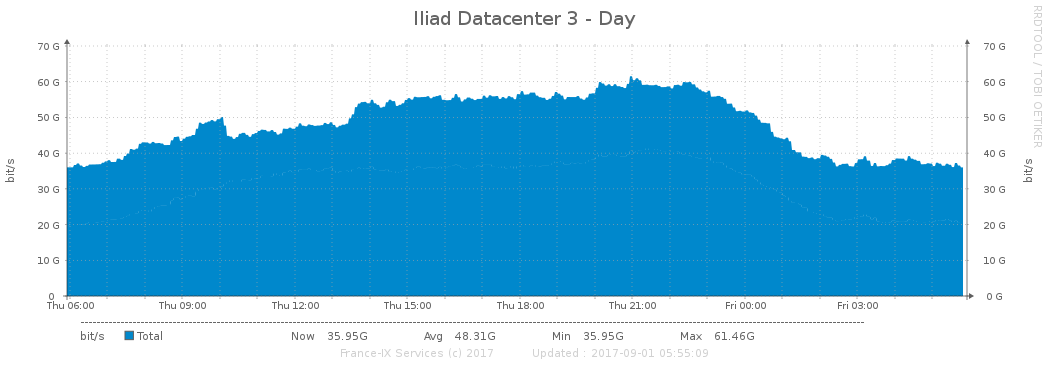 Iliad Datacenter 3 - Day
RRDTOOL / TOBI OETIKER
70 G 70 G
60 G 60 G
50 G 50 G
40 G 40 G
30 G 30 G
20 G 20 G
10 G 10 G
0 0 G
bit/s bit/s
Thu 06:00 Thu 09:00 Thu 12:00 Thu 15:00 Thu 18:00 Thu 21:00 Fri 00:00 Fri 03:00
bit/s Total Now 35.95G Avg 48.31G Min 35.95G Max 61.46G
France-IX Services (c) 2017 Updated : 2017-09-01 05:55:09